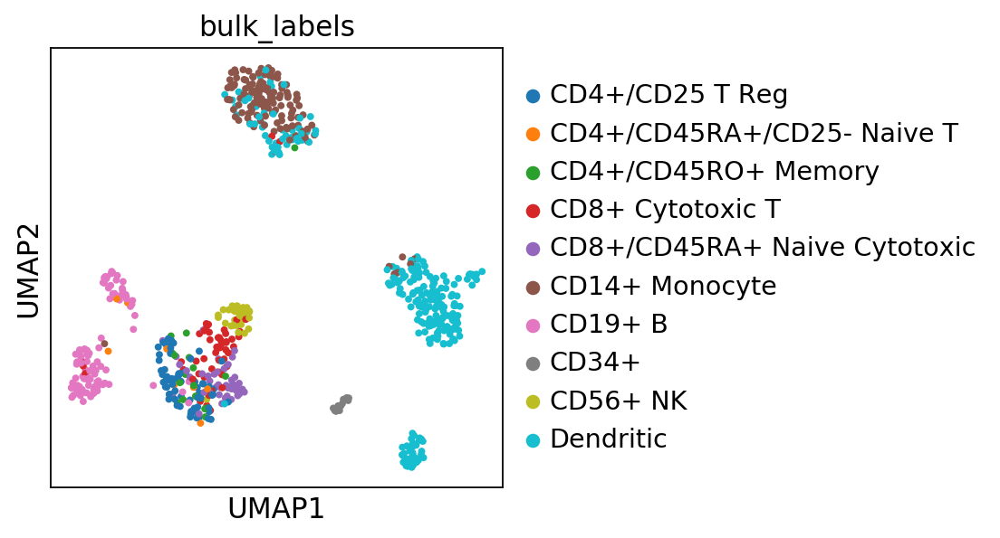 bulk_labels
UMAP2
UMAP1
CD4+/CD25 T Reg
CD4+/CD45RA+/CD25- Naive T
CD4+/CD45RO+ Memory
CD8+ Cytotoxic T
CD8+/CD45RA+ Naive Cytotoxic
CD14+ Monocyte
CD19+ B
CD34+
CD56+ NK
Dendritic